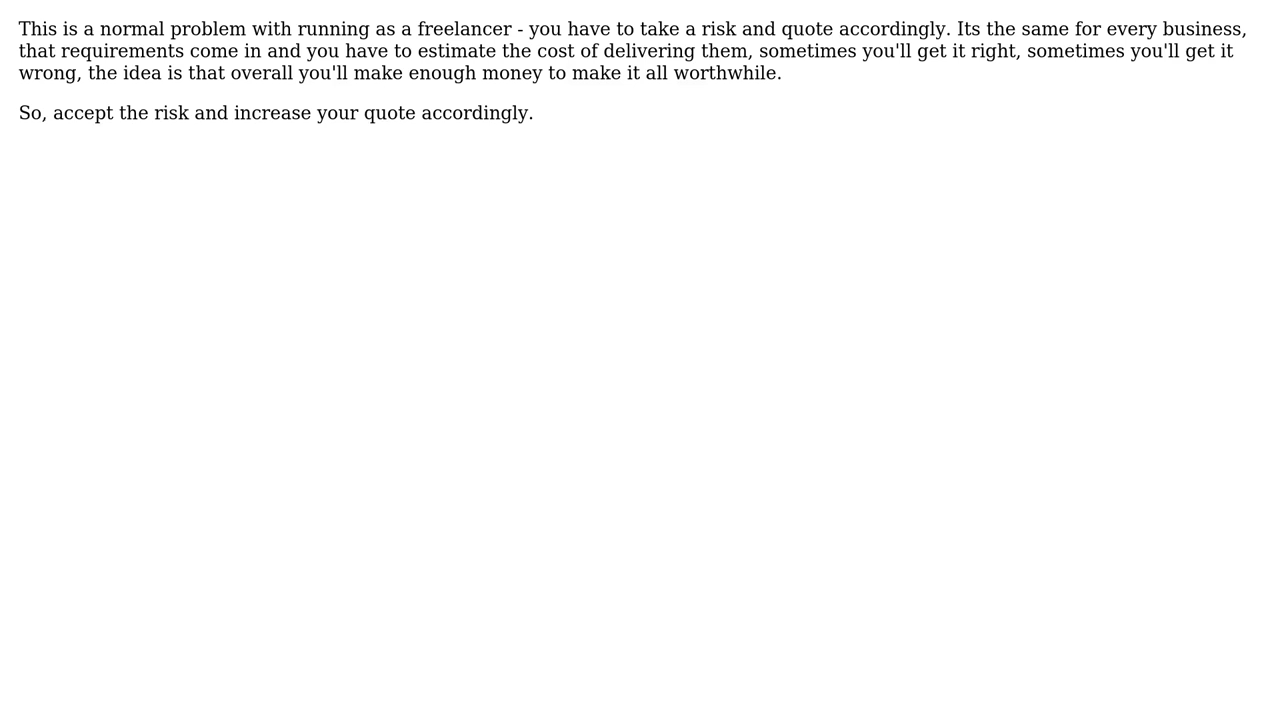 This is a normal problem with running as a freelancer - you have to take a risk and quote accordingly. Its the same for every business,
that requirements come in and you have to estimate the cost of delivering them, sometimes you'll get it right, sometimes you'll get it
wrong, the idea is that overall you'll make enough money to make it all worthwhile.
So, accept the risk and increase your quote accordingly.